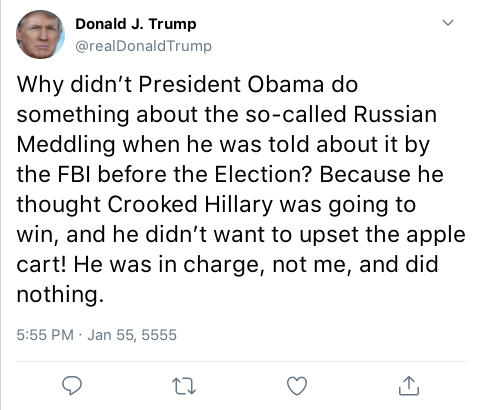 Donald J. Trump
@realDonaldTrump
Why didn’t President Obama do
something about the so-called Russian
Meddling when he was told about it by
the FBI before the Election? Because he
thought Crooked Hillary was going to
win, and he didn’t want to upset the apple
cart! He was in charge, not me, and did
nothing.
5:55 PM · Jan 55, 5555